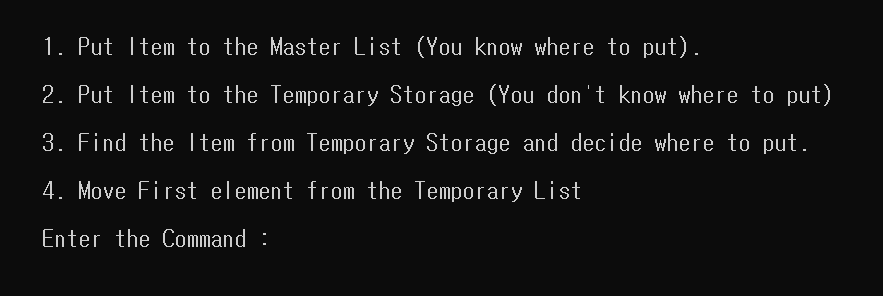 1. Put Item to the Master List (You know where to put).
2. Put Item to the Temporary Storage (You don't know where to put)
3. Find the Item from Temporary Storage and decide where to put.
4. Move First element from the Temporary List
Enter the Command :